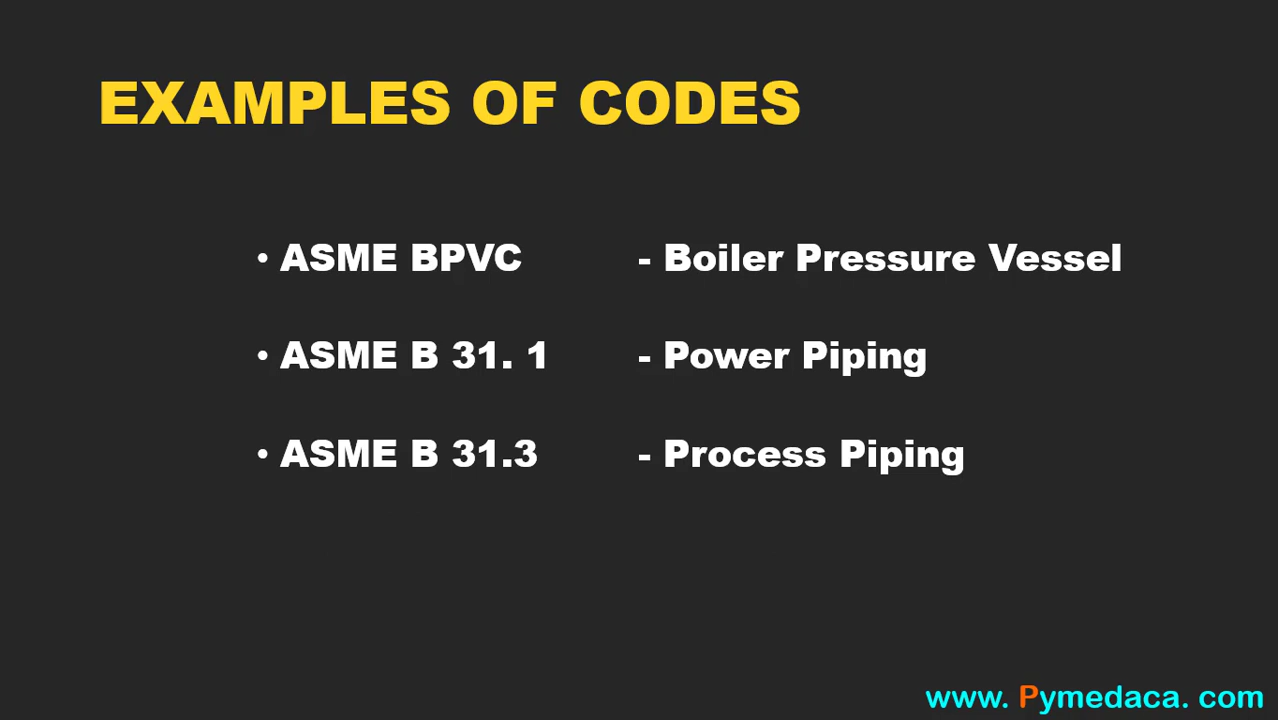 EXAMPLES OF CODES
• ASME BPVC - Boiler Pressure Vessel
• ASME B 31. 1 - Power Piping
• ASME B 31.3 - Process Piping
www. Pymedaca. com